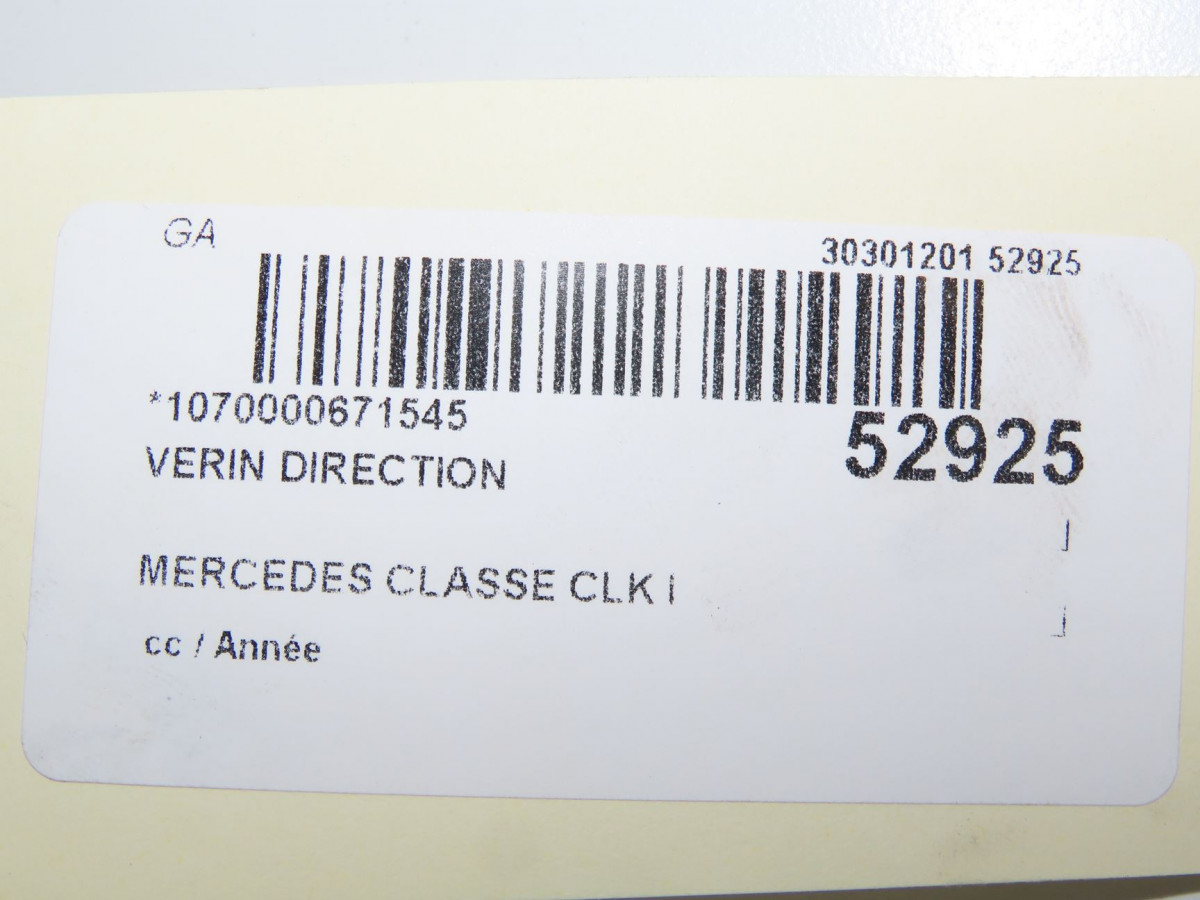 GA
30301201 52925
*1070000671545
52925
VERIN DIRECTION
MERCEDES CLASSE CLK I
cc / Année